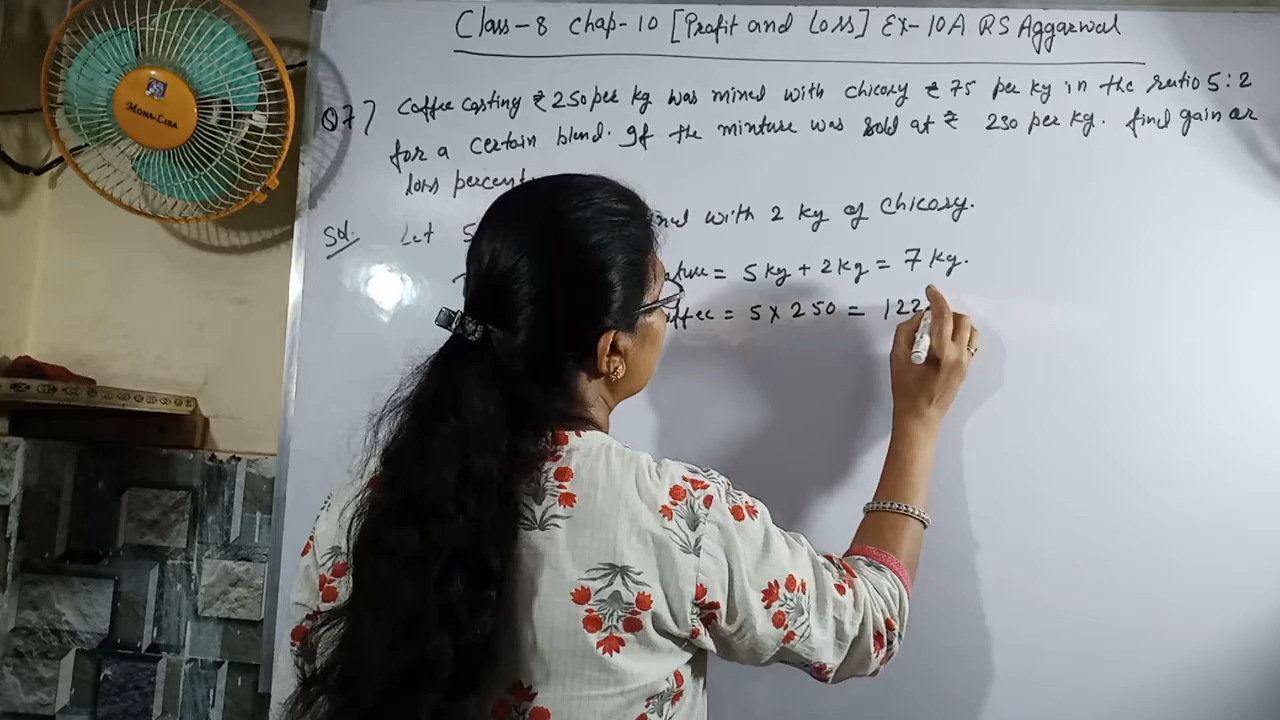 Class-8 Chap-10 [Profit and Loss] Ex-10A RS Aggarwal
Q7) Coffee costing ₹ 250 per kg was mixed with chicory ₹ 75 per kg in the ratio 5:2
for a certain blend. If the mixture was sold at ₹ 230 per kg. find gain or
loss percent
Sol. Let 5 with 2 kg of chicory.
= 5 kg + 2 kg = 7 kg.
= 5 × 250 = 122
MONA-LISA